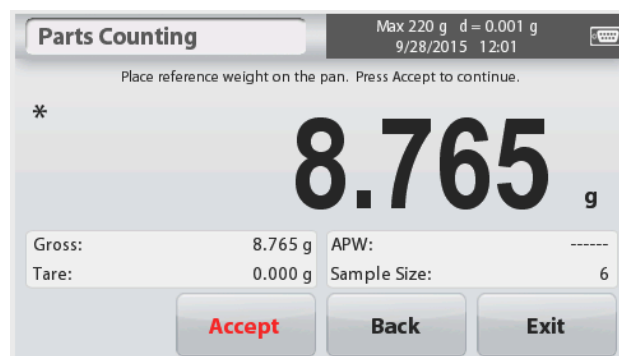 Parts Counting
Max 220 g d = 0.001 g
9/28/2015 12:01
Place reference weight on the pan. Press Accept to continue.
*
8.765 g
Gross: 8.765 g APW: ------
Tare: 0.000 g Sample Size: 6
Accept Back Exit